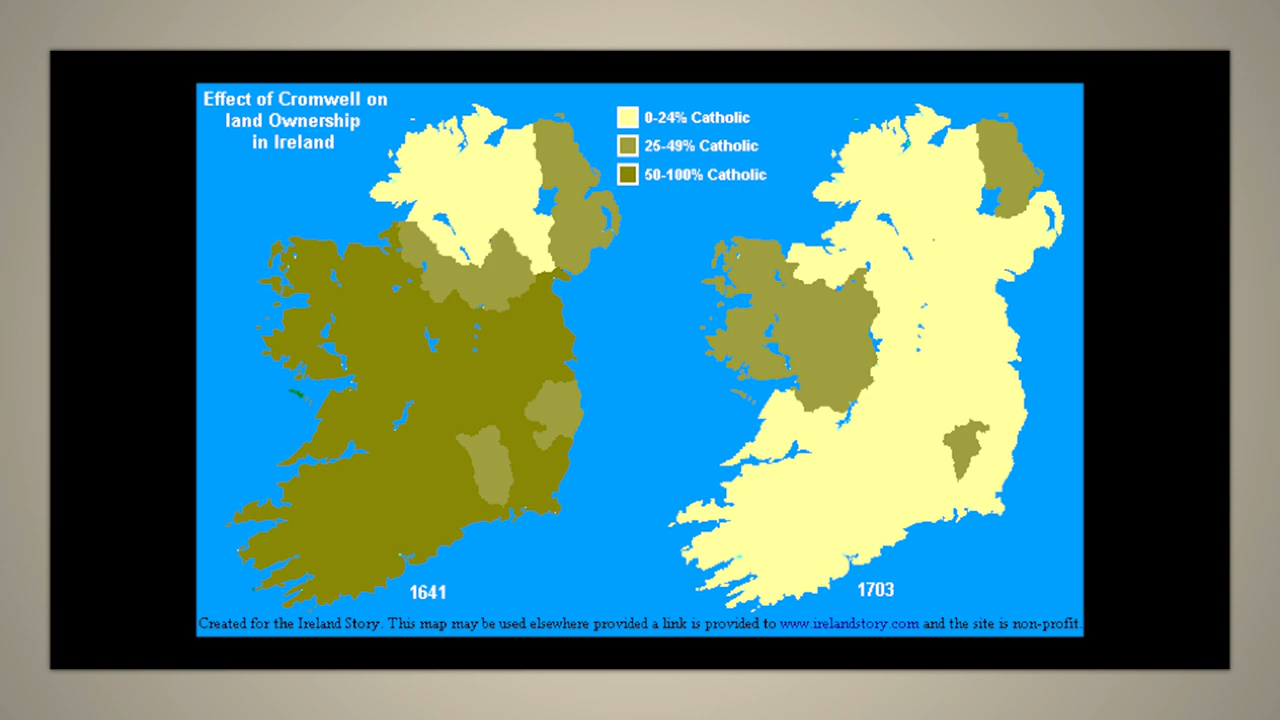 Effect of Cromwell on
land Ownership
in Ireland
0-24% Catholic
25-49% Catholic
50-100% Catholic
1641
1703
Created for the Ireland Story. This map may be used elsewhere provided a link is provided to www.irelandstory.com and the site is non-profit.